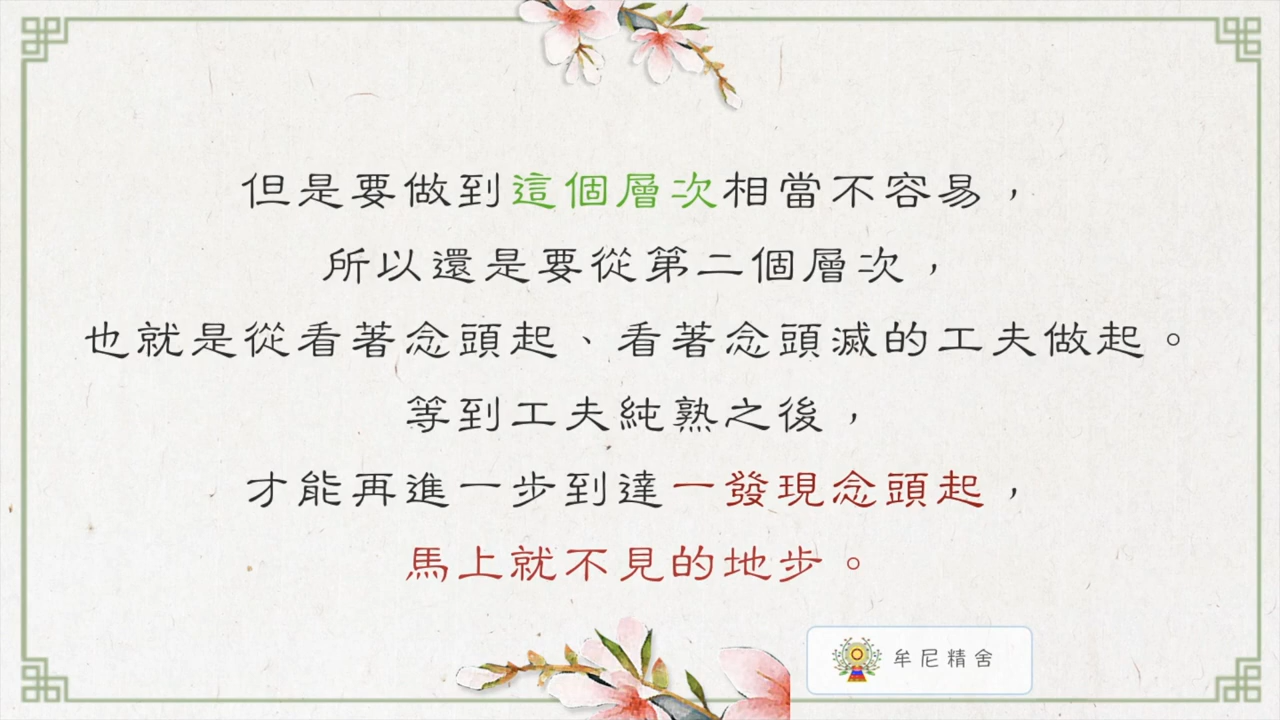 但是要做到這個層次相當不容易，
所以還是要從第二個層次，
也就是從看著念頭起、看著念頭滅的工夫做起。
等到工夫純熟之後，
才能再進一步到達一發現念頭起，
馬上就不見的地步。
牟尼精舍